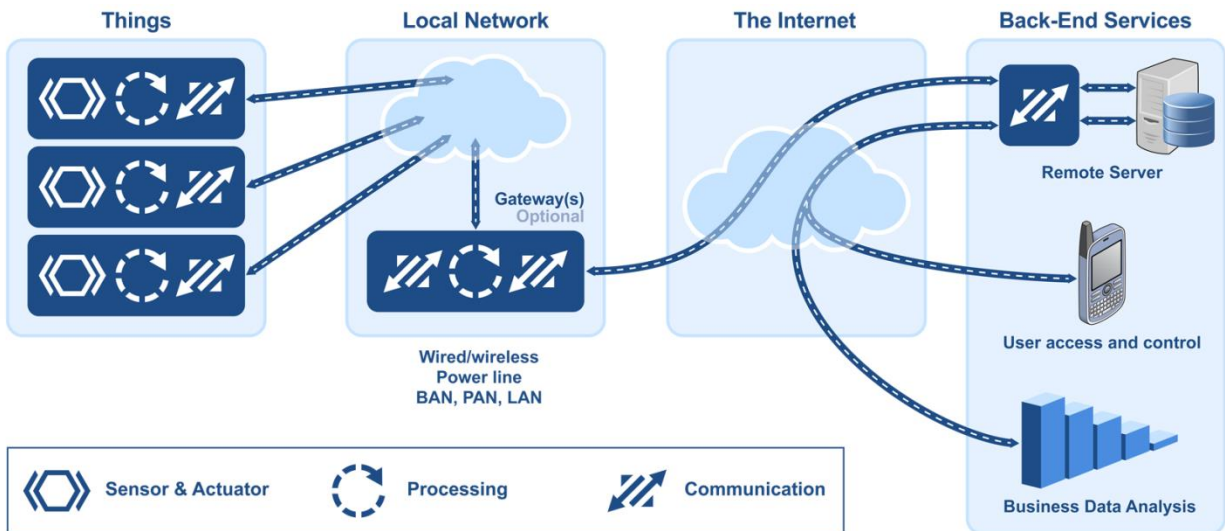 Things
Local Network
The Internet
Back-End Services
Gateway(s)
Optional
Wired/wireless
Power line
BAN, PAN, LAN
Remote Server
User access and control
Business Data Analysis
Sensor & Actuator
Processing
Communication